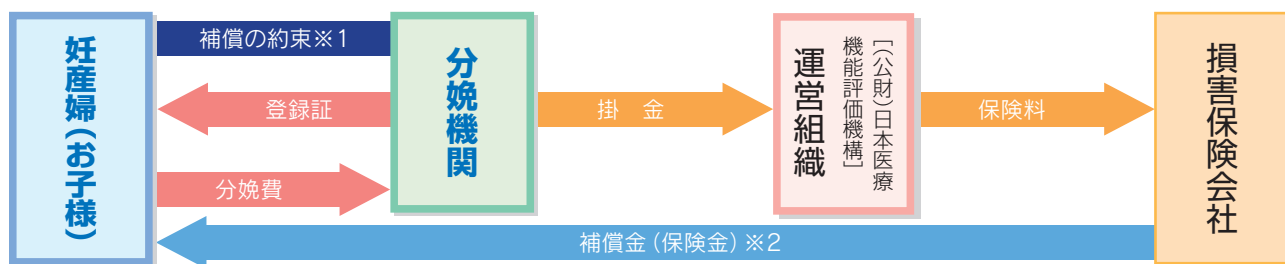 妊産婦(お子様)
補償の約束※1
登録証
分娩費
分娩機関
掛 金
運営組織
[(公財)日本医療
機能評価機構]
保険料
損害保険会社
補償金(保険金)※2